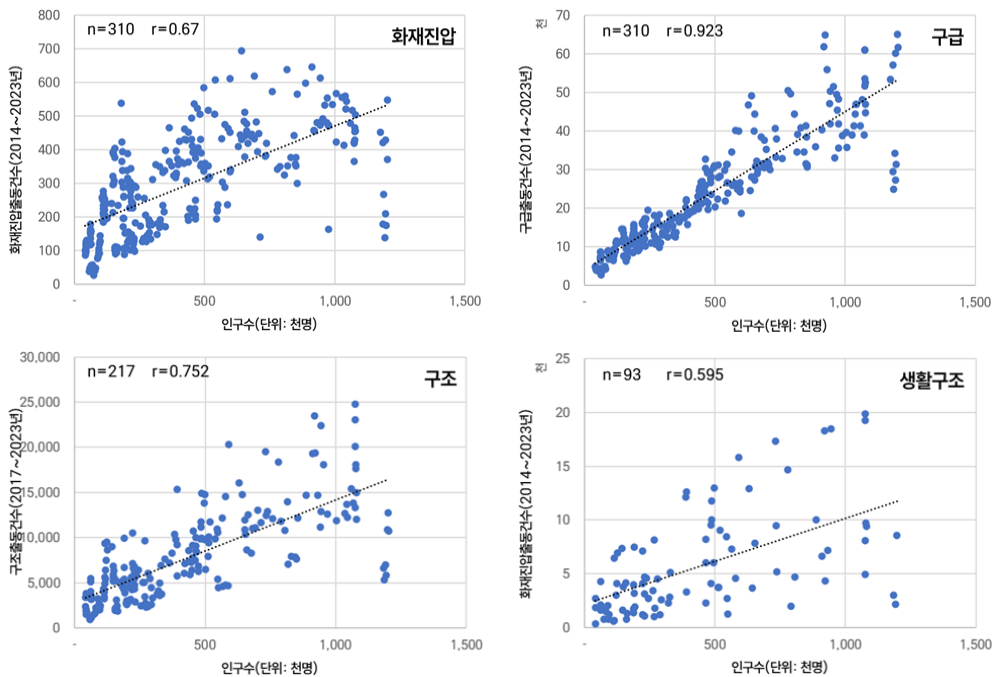 n=310 r=0.67
화재진압
800
700
600
500
400
300
200
100
0
-
500
1,000
1,500
화재진압출동건수(2014~2023년)
인구수(단위: 천명)
n=310 r=0.923
구급
천
70
60
50
40
30
20
10
0
-
500
1,000
1,500
구급출동건수(2014~2023년)
인구수(단위: 천명)
n=217 r=0.752
구조
30,000
25,000
20,000
15,000
10,000
5,000
0
-
500
1,000
1,500
구조출동건수(2017~2023년)
인구수(단위: 천명)
n=93 r=0.595
생활구조
천
25
20
15
10
5
0
-
500
1,000
1,500
화재진압출동건수(2014~2023년)
인구수(단위: 천명)